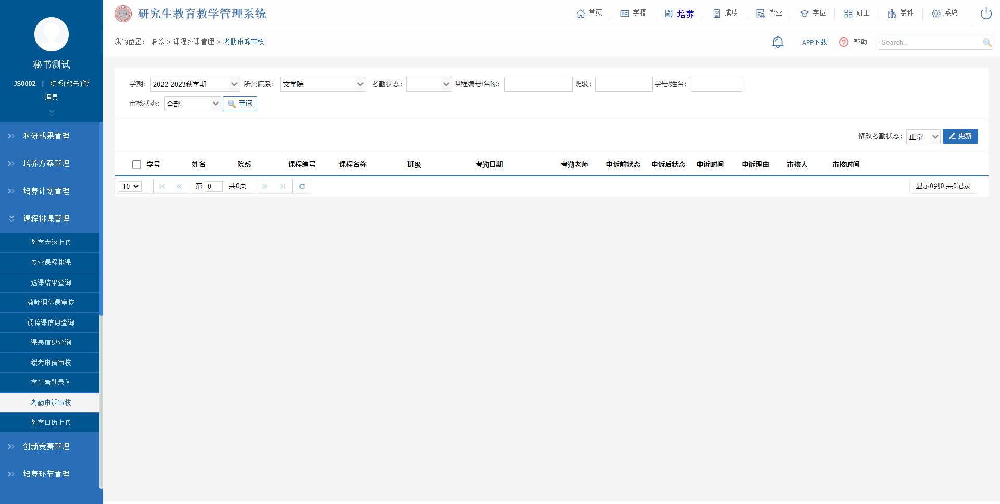 研究生教育教学管理系统
首页 学籍 培养 成绩 毕业 学位 研工 学科 系统
我的位置： 培养 > 课程排课管理 > 考勤申诉审核
APP下载 帮助 Search...
秘书测试
JS0002 | 院系(秘书)管
理员
科研成果管理
培养方案管理
培养计划管理
课程排课管理
教学大纲上传
专业课程排课
选课结果查询
教师调停课审核
调停课信息查询
课表信息查询
缓考申请审核
学生考勤录入
考勤申诉审核
教学日历上传
创新竞赛管理
培养环节管理
学期： 2022-2023秋学期 所属院系： 文学院 考勤状态： 课程编号/名称： 班级： 学号/姓名：
审核状态： 全部 查询
修改考勤状态： 正常 更新
学号 姓名 院系 课程编号 课程名称 班级 考勤日期 考勤老师 申诉前状态 申诉后状态 申诉时间 申诉理由 审核人 审核时间
10 第 0 共0页 显示0到0,共0记录